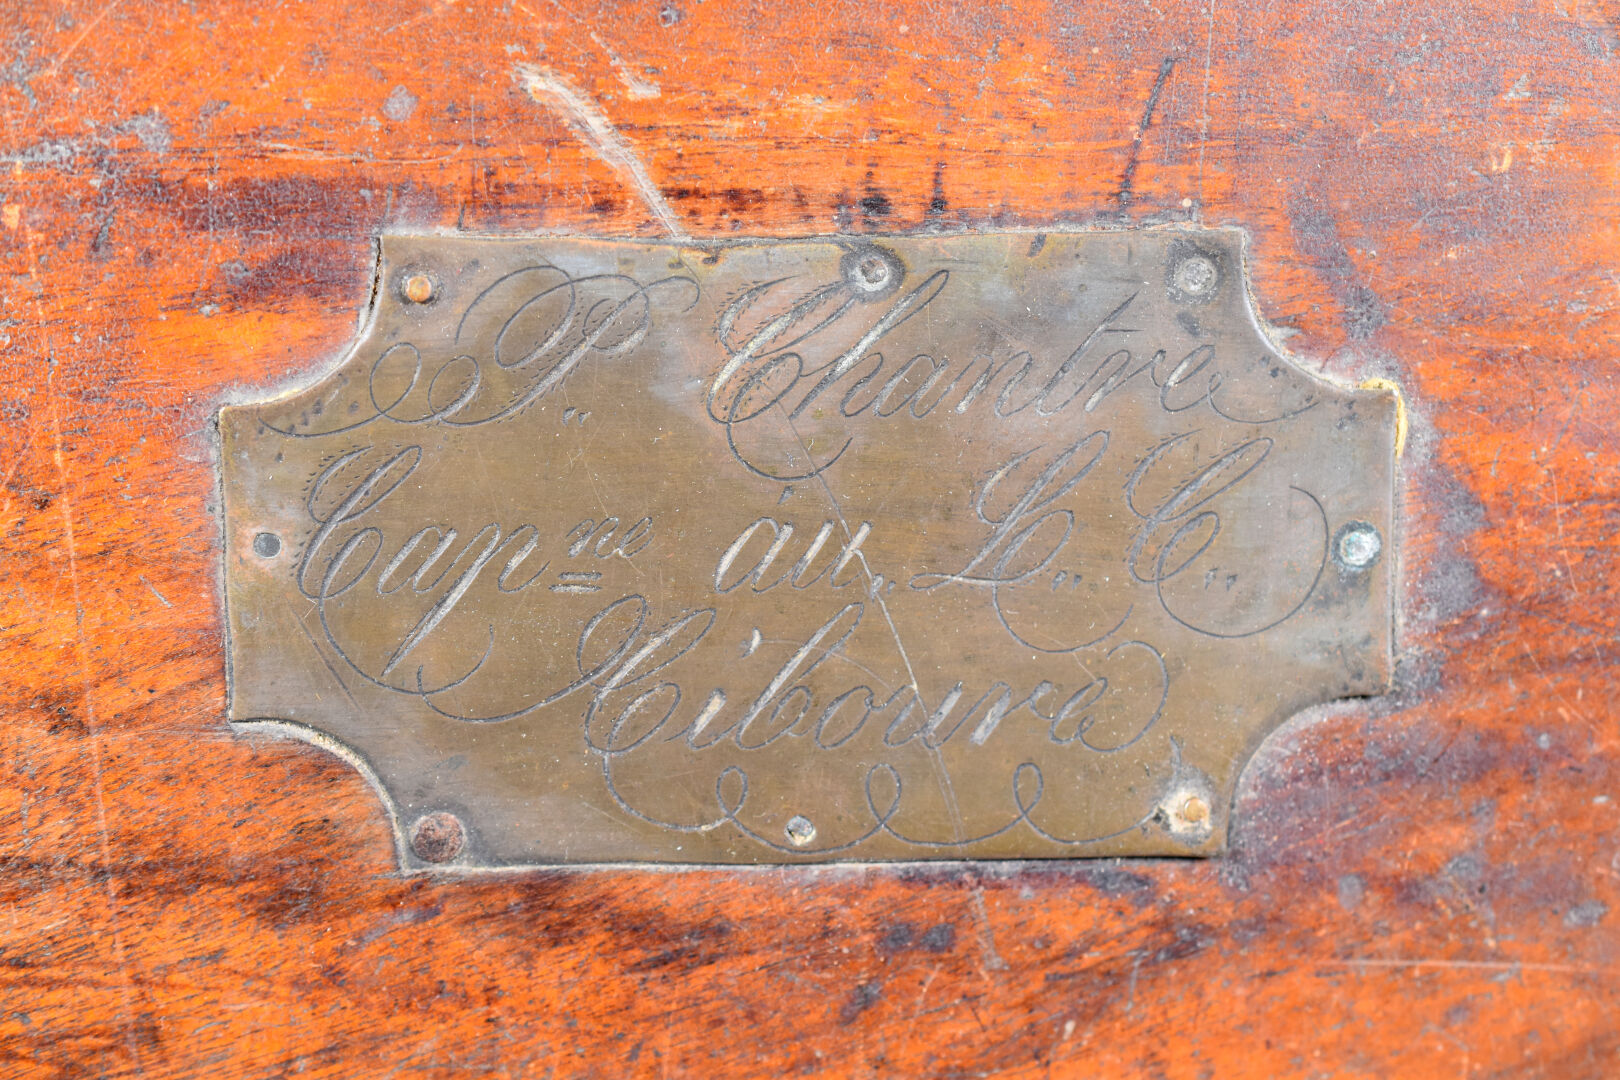 P. Chantre
Capne au L. C.
Ciboure